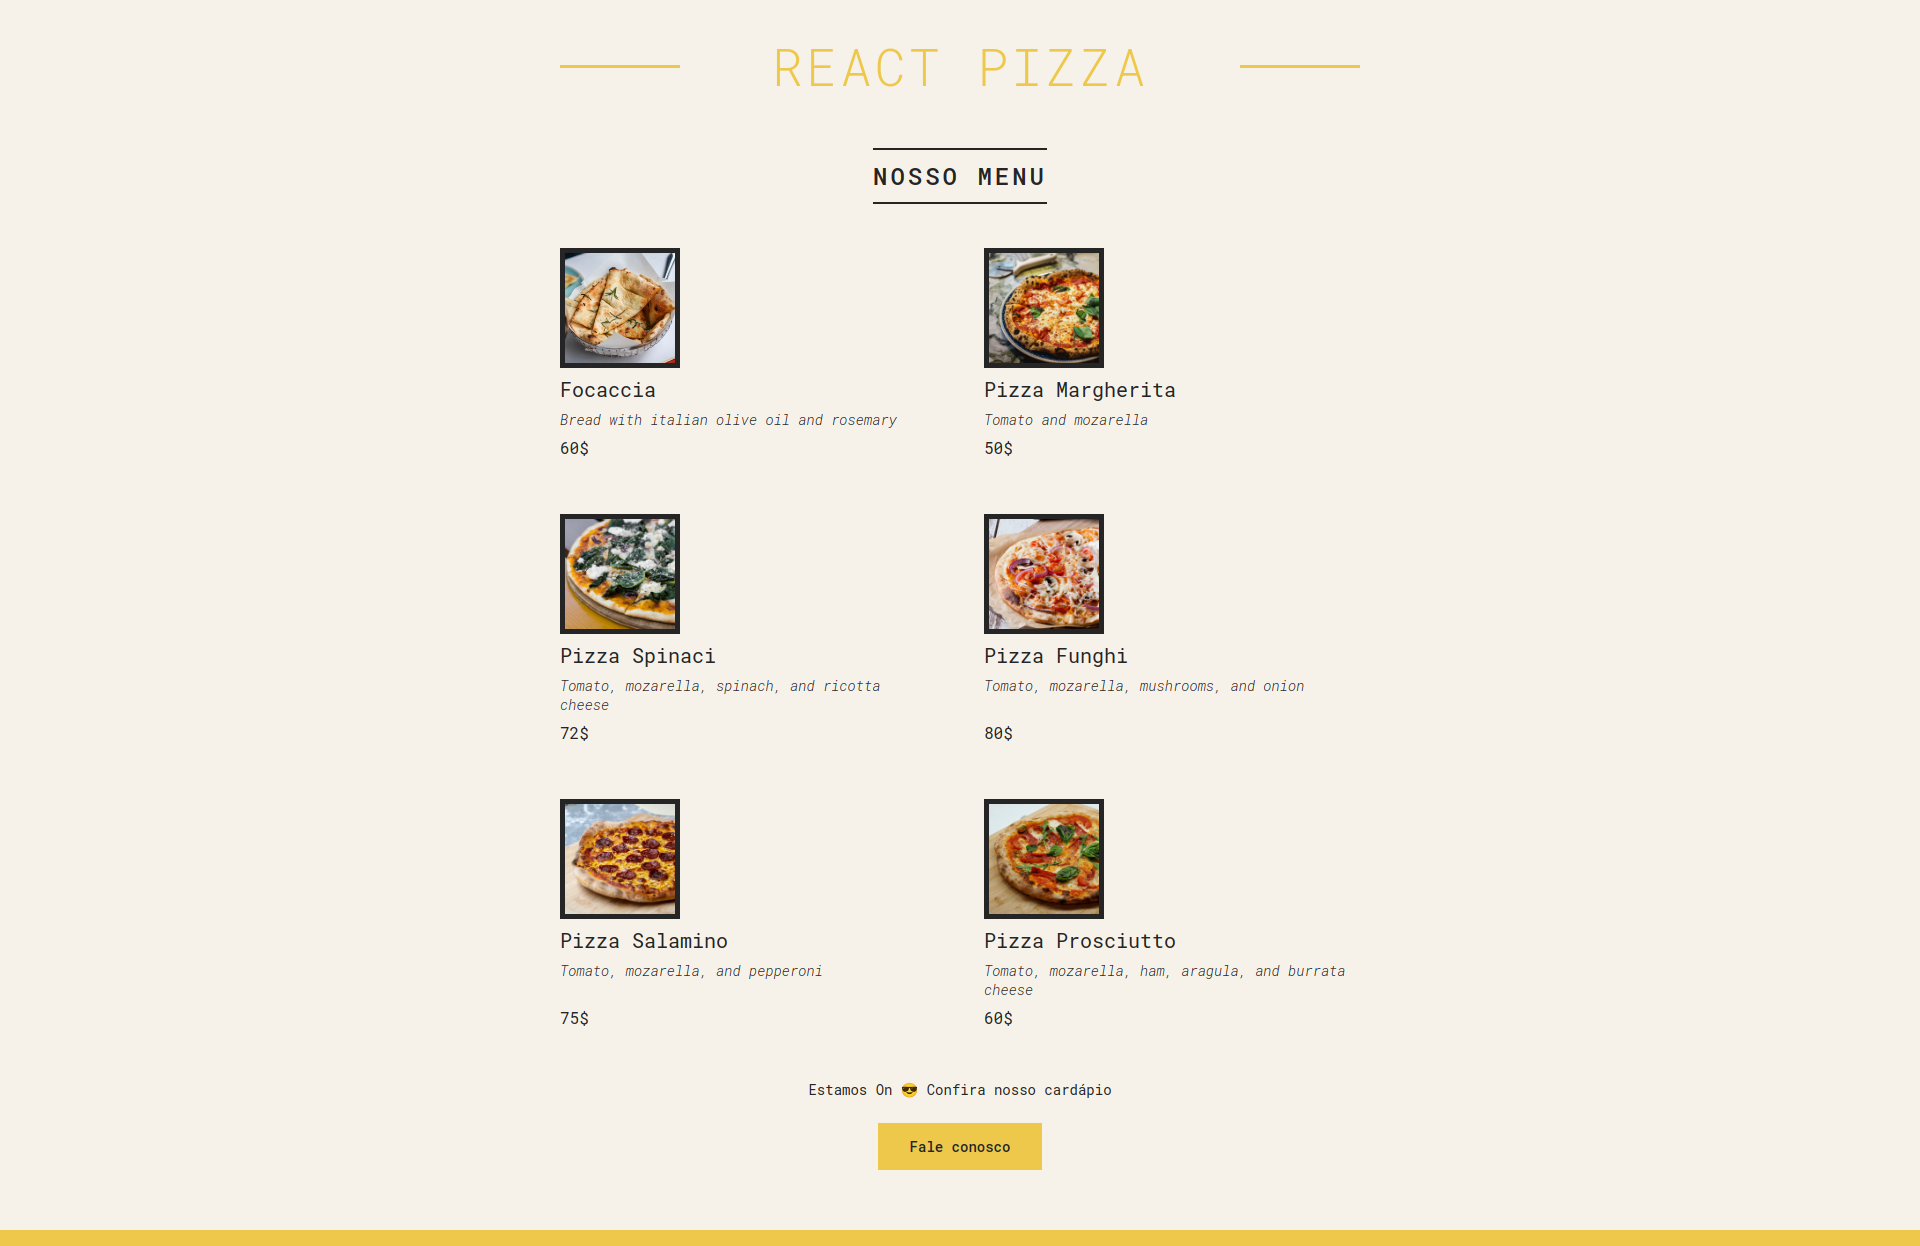 REACT PIZZA
NOSSO MENU
Focaccia
Bread with italian olive oil and rosemary
60$
Pizza Margherita
Tomato and mozarella
50$
Pizza Spinaci
Tomato, mozarella, spinach, and ricotta
cheese
72$
Pizza Funghi
Tomato, mozarella, mushrooms, and onion
80$
Pizza Salamino
Tomato, mozarella, and pepperoni
75$
Pizza Prosciutto
Tomato, mozarella, ham, aragula, and burrata
cheese
60$
Estamos On 😎 Confira nosso cardápio
Fale conosco